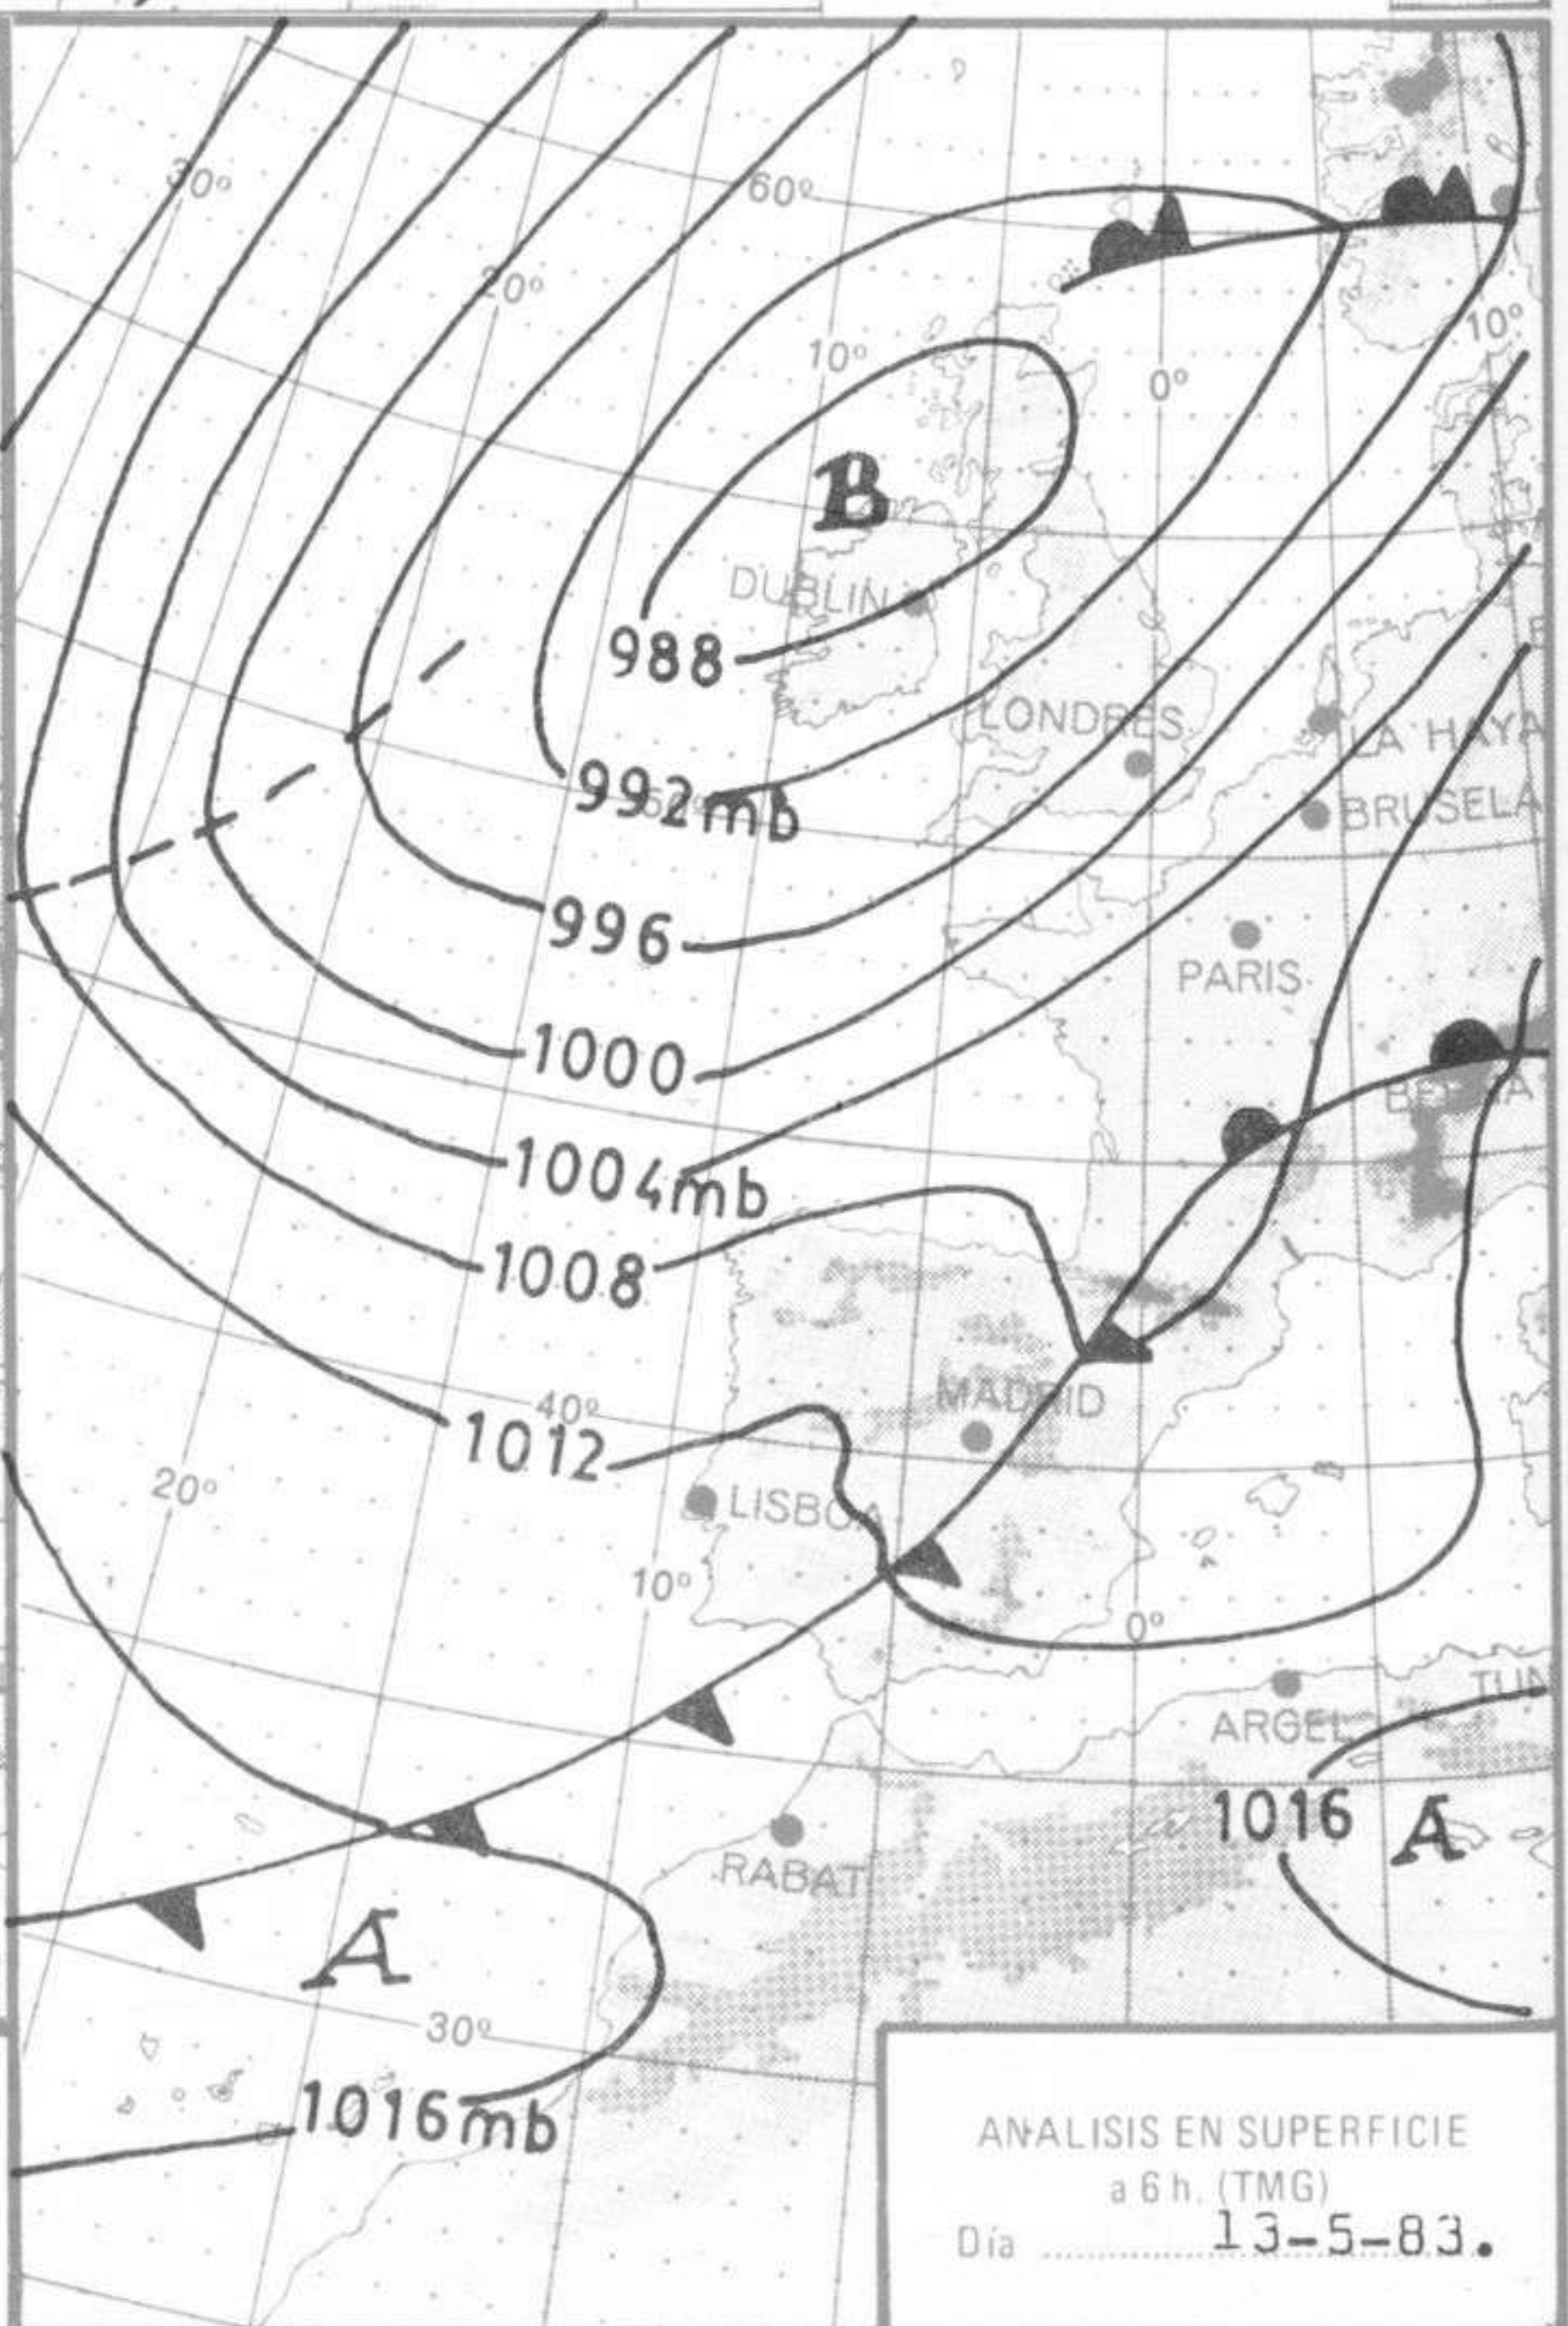 30º
60º
20º
10º
10º
0º
B
DUBLIN
988
LONDRES
LA HAYA
992mb
BRUSELA
996
PARIS
1000
1004mb
1008
MADRID
40º
1012
20º
LISBOA
10º
0º
ARGEL
TUN
1016 A
RABAT
A
30º
1016mb
ANALISIS EN SUPERFICIE
a 6 h. (TMG)
Día 13-5-83.